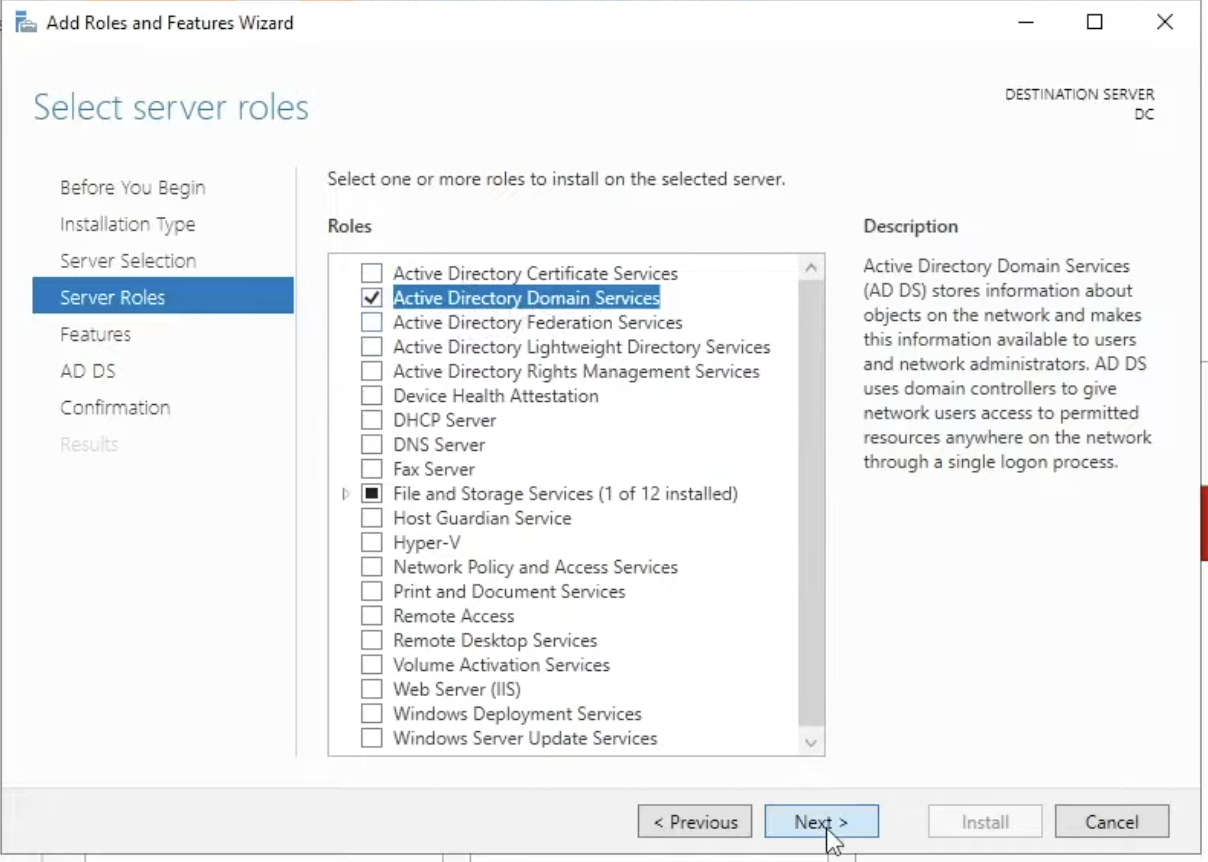 Add Roles and Features Wizard
Select server roles
DESTINATION SERVER
DC
Before You Begin
Installation Type
Server Selection
Server Roles
Features
AD DS
Confirmation
Results
Select one or more roles to install on the selected server.
Roles
Active Directory Certificate Services
Active Directory Domain Services
Active Directory Federation Services
Active Directory Lightweight Directory Services
Active Directory Rights Management Services
Device Health Attestation
DHCP Server
DNS Server
Fax Server
File and Storage Services (1 of 12 installed)
Host Guardian Service
Hyper-V
Network Policy and Access Services
Print and Document Services
Remote Access
Remote Desktop Services
Volume Activation Services
Web Server (IIS)
Windows Deployment Services
Windows Server Update Services
Description
Active Directory Domain Services
(AD DS) stores information about
objects on the network and makes
this information available to users
and network administrators. AD DS
uses domain controllers to give
network users access to permitted
resources anywhere on the network
through a single logon process.
< Previous
Next >
Install
Cancel